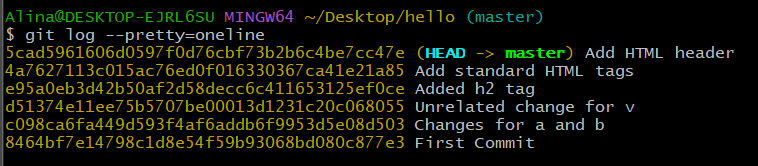 Alina@DESKTOP-EJRL6SU MINGW64 ~/Desktop/hello (master)
$ git log --pretty=oneline
5cad5961606d0597f0d76cbf73b2b6c4be7cc47e (HEAD -> master) Add HTML header
4a7627113c015ac76ed0f016330367ca41e21a85 Add standard HTML tags
e95a0eb3d42b50af2d58decc6c411653125ef0ce Added h2 tag
d51374e11ee75b5707be00013d1231c20c068055 Unrelated change for v
c098ca6fa449d593f4af6addb6f9953d5e08d503 Changes for a and b
8464bf7e14798c1d8e54f59b93068bd080c877e3 First Commit